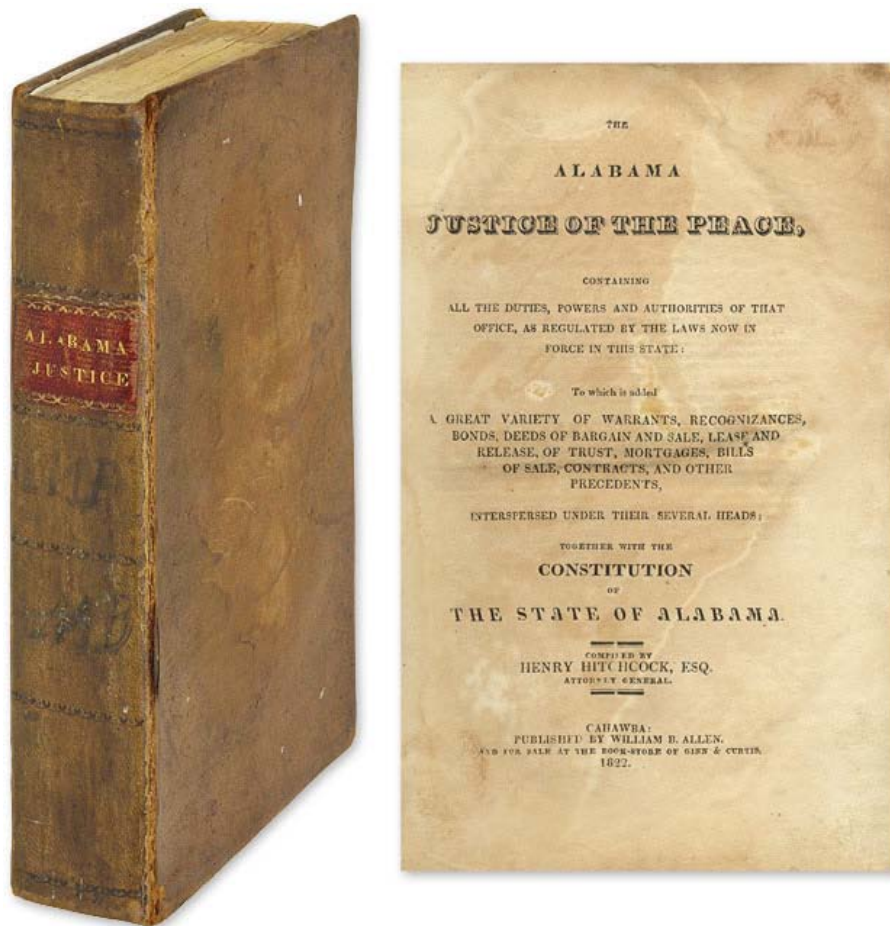 ALABAMA
JUSTICE
THE
ALABAMA
JUSTICE OF THE PEACE,
CONTAINING
ALL THE DUTIES, POWERS AND AUTHORITIES OF THAT
OFFICE, AS REGULATED BY THE LAWS NOW IN
FORCE IN THIS STATE:
To which is added
A GREAT VARIETY OF WARRANTS, RECOGNIZANCES,
BONDS, DEEDS OF BARGAIN AND SALE, LEASE AND
RELEASE, OF TRUST, MORTGAGES, BILLS
OF SALE, CONTRACTS, AND OTHER
PRECEDENTS,
INTERSPERSED UNDER THEIR SEVERAL HEADS;
TOGETHER WITH THE
CONSTITUTION
OF
THE STATE OF ALABAMA.
COMPILED BY
HENRY HITCHCOCK, ESQ.
ATTORNEY GENERAL.
CAHAWBA:
PUBLISHED BY WILLIAM B. ALLEN.
AND FOR SALE AT THE BOOK-STORE OF GINN & CURTIS.
1822.